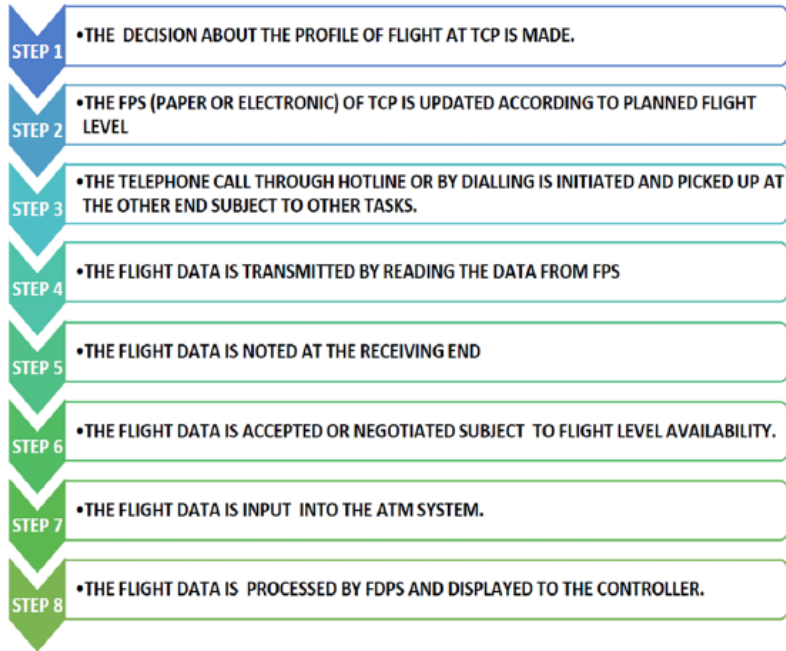 STEP 1
•THE DECISION ABOUT THE PROFILE OF FLIGHT AT TCP IS MADE.
STEP 2
•THE FPS (PAPER OR ELECTRONIC) OF TCP IS UPDATED ACCORDING TO PLANNED FLIGHT
LEVEL
STEP 3
•THE TELEPHONE CALL THROUGH HOTLINE OR BY DIALLING IS INITIATED AND PICKED UP AT
THE OTHER END SUBJECT TO OTHER TASKS.
STEP 4
•THE FLIGHT DATA IS TRANSMITTED BY READING THE DATA FROM FPS
STEP 5
•THE FLIGHT DATA IS NOTED AT THE RECEIVING END
STEP 6
•THE FLIGHT DATA IS ACCEPTED OR NEGOTIATED SUBJECT TO FLIGHT LEVEL AVAILABILITY.
STEP 7
•THE FLIGHT DATA IS INPUT INTO THE ATM SYSTEM.
STEP 8
•THE FLIGHT DATA IS PROCESSED BY FDPS AND DISPLAYED TO THE CONTROLLER.